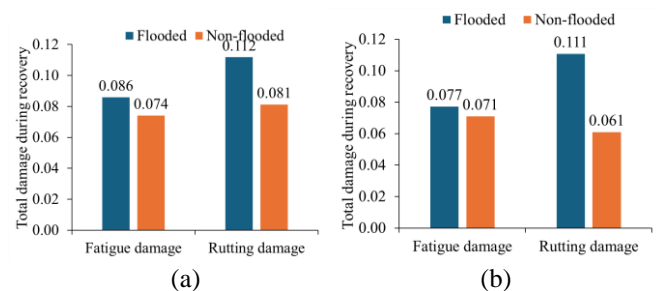 Total damage during recovery
Flooded Non-flooded
0.12
0.10
0.08
0.06
0.04
0.02
0.00
0.086
0.074
0.112
0.081
Fatigue damage Rutting damage
(a)
Total damage during recovery
Flooded Non-flooded
0.12
0.10
0.08
0.06
0.04
0.02
0.00
0.077
0.071
0.111
0.061
Fatigue damage Rutting damage
(b)